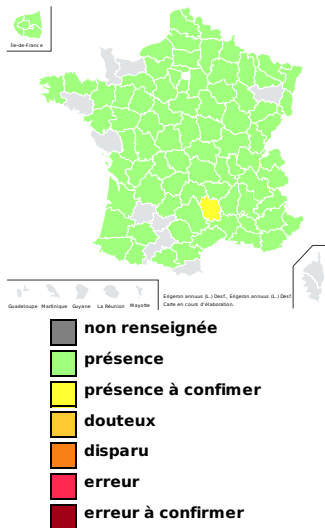 Île-de-France
Guadeloupe Martinique Guyane La Réunion Mayotte
Erigeron annuus (L.) Desf., Erigeron annuus (L.) Desf.
Carte en cours d'élaboration.
non renseignée
présence
présence à confimer
douteux
disparu
erreur
erreur à confirmer